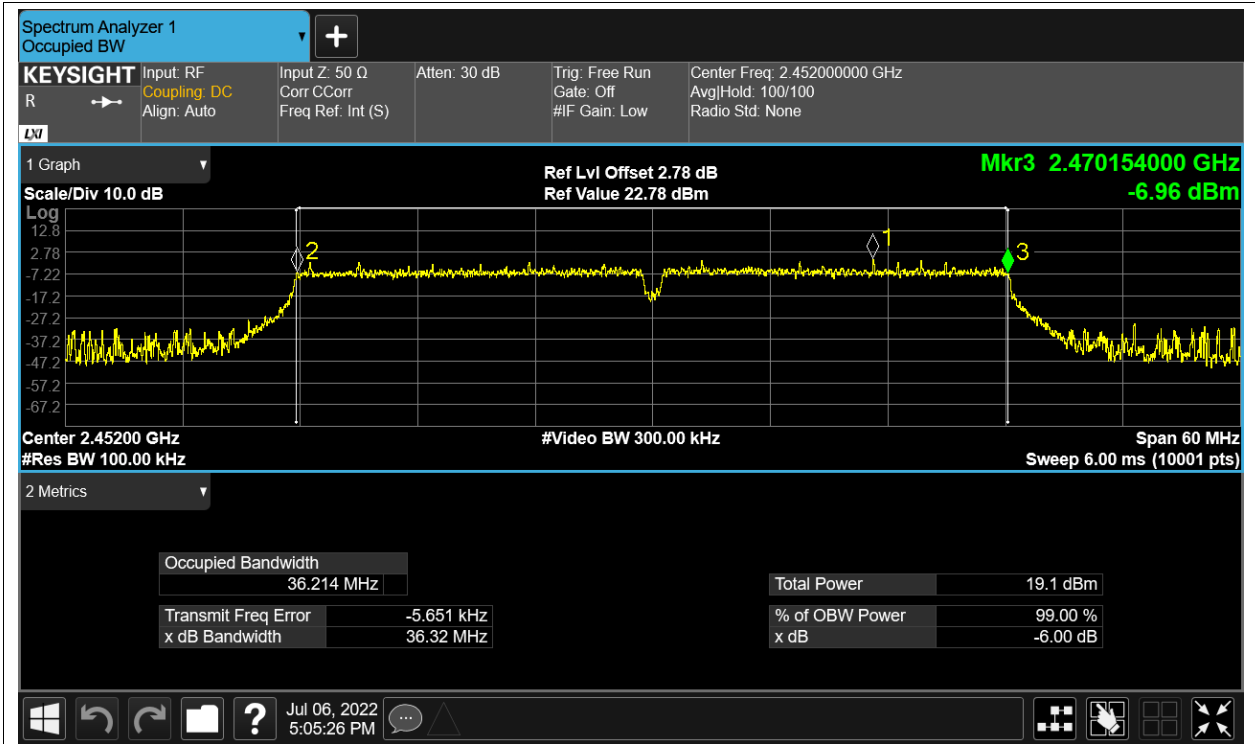 Spectrum Analyzer 1
Occupied BW
KEYSIGHT
R
LXI
Input: RF
Coupling: DC
Align: Auto
Input Z: 50 Ω
Corr CCorr
Freq Ref: Int (S)
Atten: 30 dB
Trig: Free Run
Gate: Off
#IF Gain: Low
Center Freq: 2.452000000 GHz
Avg|Hold: 100/100
Radio Std: None
1 Graph
Scale/Div 10.0 dB
Ref Lvl Offset 2.78 dB
Ref Value 22.78 dBm
Mkr3 2.470154000 GHz
-6.96 dBm
Log
12.8
2.78
-7.22
-17.2
-27.2
-37.2
-47.2
-57.2
-67.2
2
1
3
Center 2.45200 GHz
#Res BW 100.00 kHz
#Video BW 300.00 kHz
Span 60 MHz
Sweep 6.00 ms (10001 pts)
2 Metrics
Occupied Bandwidth
36.214 MHz
Transmit Freq Error -5.651 kHz
x dB Bandwidth 36.32 MHz
Total Power 19.1 dBm
% of OBW Power 99.00 %
x dB -6.00 dB
?
Jul 06, 2022
5:05:26 PM